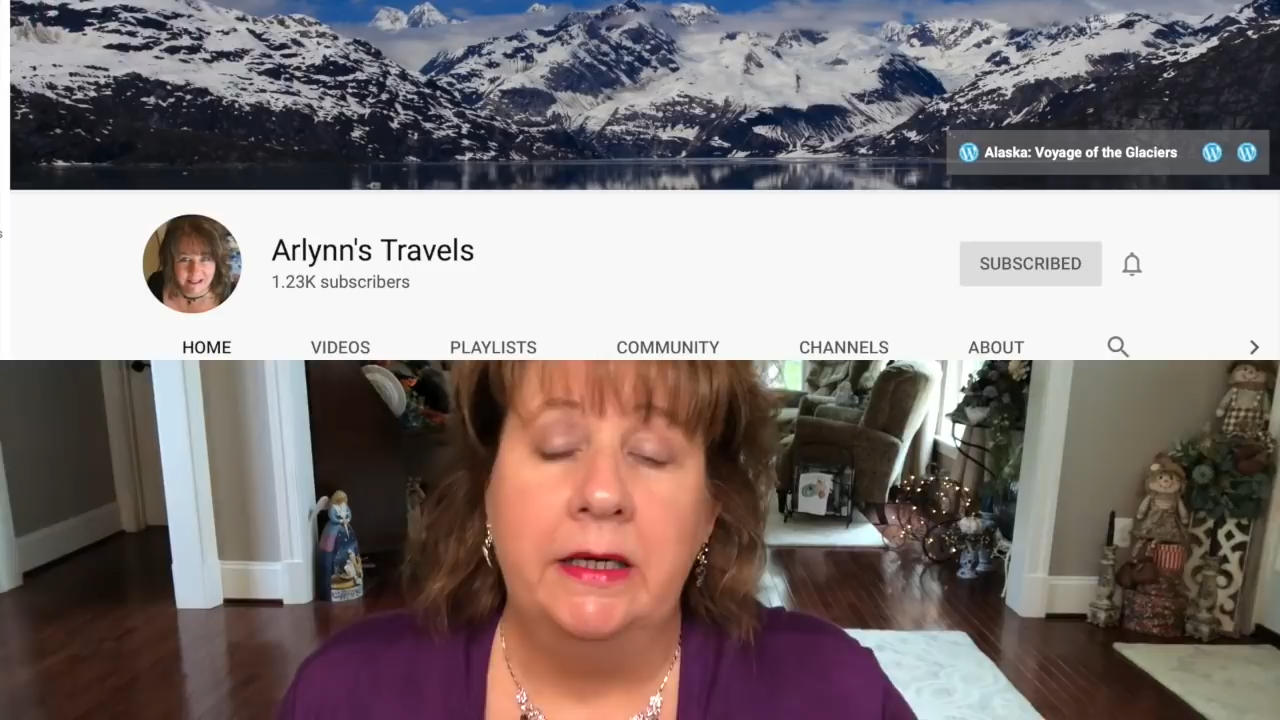 Alaska: Voyage of the Glaciers
Arlynn's Travels
1.23K subscribers
SUBSCRIBED
HOME VIDEOS PLAYLISTS COMMUNITY CHANNELS ABOUT